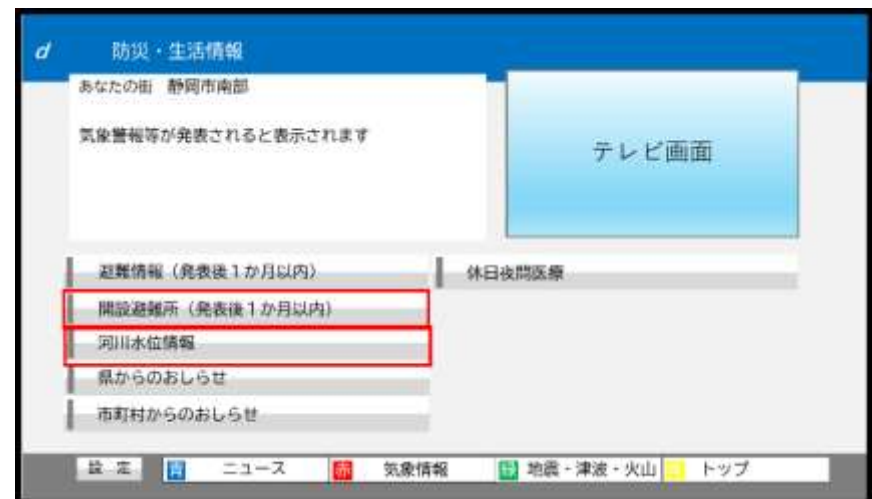 d 防災・生活情報
あなたの街 静岡市南部
気象警報等が発表されると表示されます
テレビ画面
避難情報（発表後１か月以内）
休日夜間医療
開設避難所（発表後１か月以内）
河川水位情報
県からのおしらせ
市町村からのおしらせ
設 定 青 ニュース 赤 気象情報 緑 地震・津波・火山 トップ